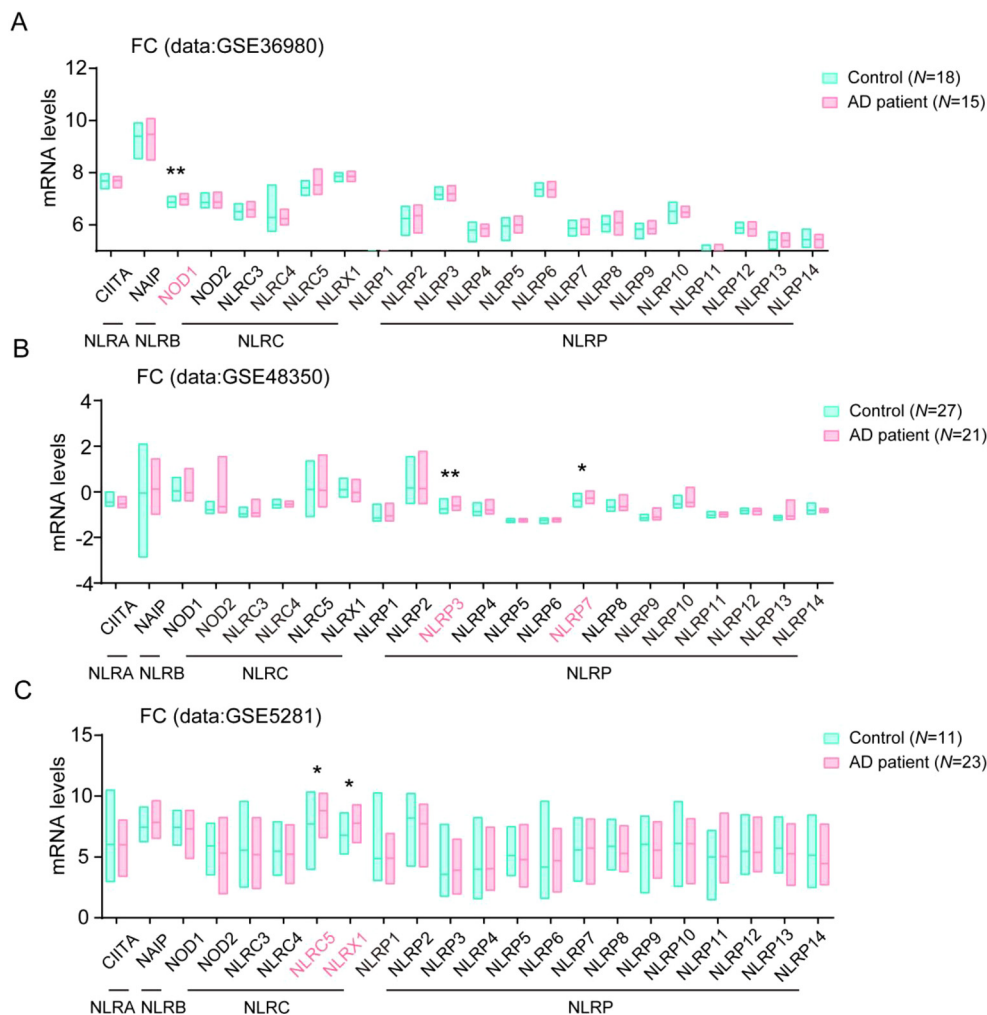 A
FC (data:GSE36980)
mRNA levels
12
10
8
6
**
Control (N=18)
AD patient (N=15)
CIITA NAIP NOD1 NOD2 NLRC3 NLRC4 NLRC5 NLRX1 NLRP1 NLRP2 NLRP3 NLRP4 NLRP5 NLRP6 NLRP7 NLRP8 NLRP9 NLRP10 NLRP11 NLRP12 NLRP13 NLRP14
NLRA NLRB NLRC NLRP
B
FC (data:GSE48350)
mRNA levels
4
2
0
-2
-4
** *
Control (N=27)
AD patient (N=21)
CIITA NAIP NOD1 NOD2 NLRC3 NLRC4 NLRC5 NLRX1 NLRP1 NLRP2 NLRP3 NLRP4 NLRP5 NLRP6 NLRP7 NLRP8 NLRP9 NLRP10 NLRP11 NLRP12 NLRP13 NLRP14
NLRA NLRB NLRC NLRP
C
FC (data:GSE5281)
mRNA levels
15
10
5
0
* *
Control (N=11)
AD patient (N=23)
CIITA NAIP NOD1 NOD2 NLRC3 NLRC4 NLRC5 NLRX1 NLRP1 NLRP2 NLRP3 NLRP4 NLRP5 NLRP6 NLRP7 NLRP8 NLRP9 NLRP10 NLRP11 NLRP12 NLRP13 NLRP14
NLRA NLRB NLRC NLRP